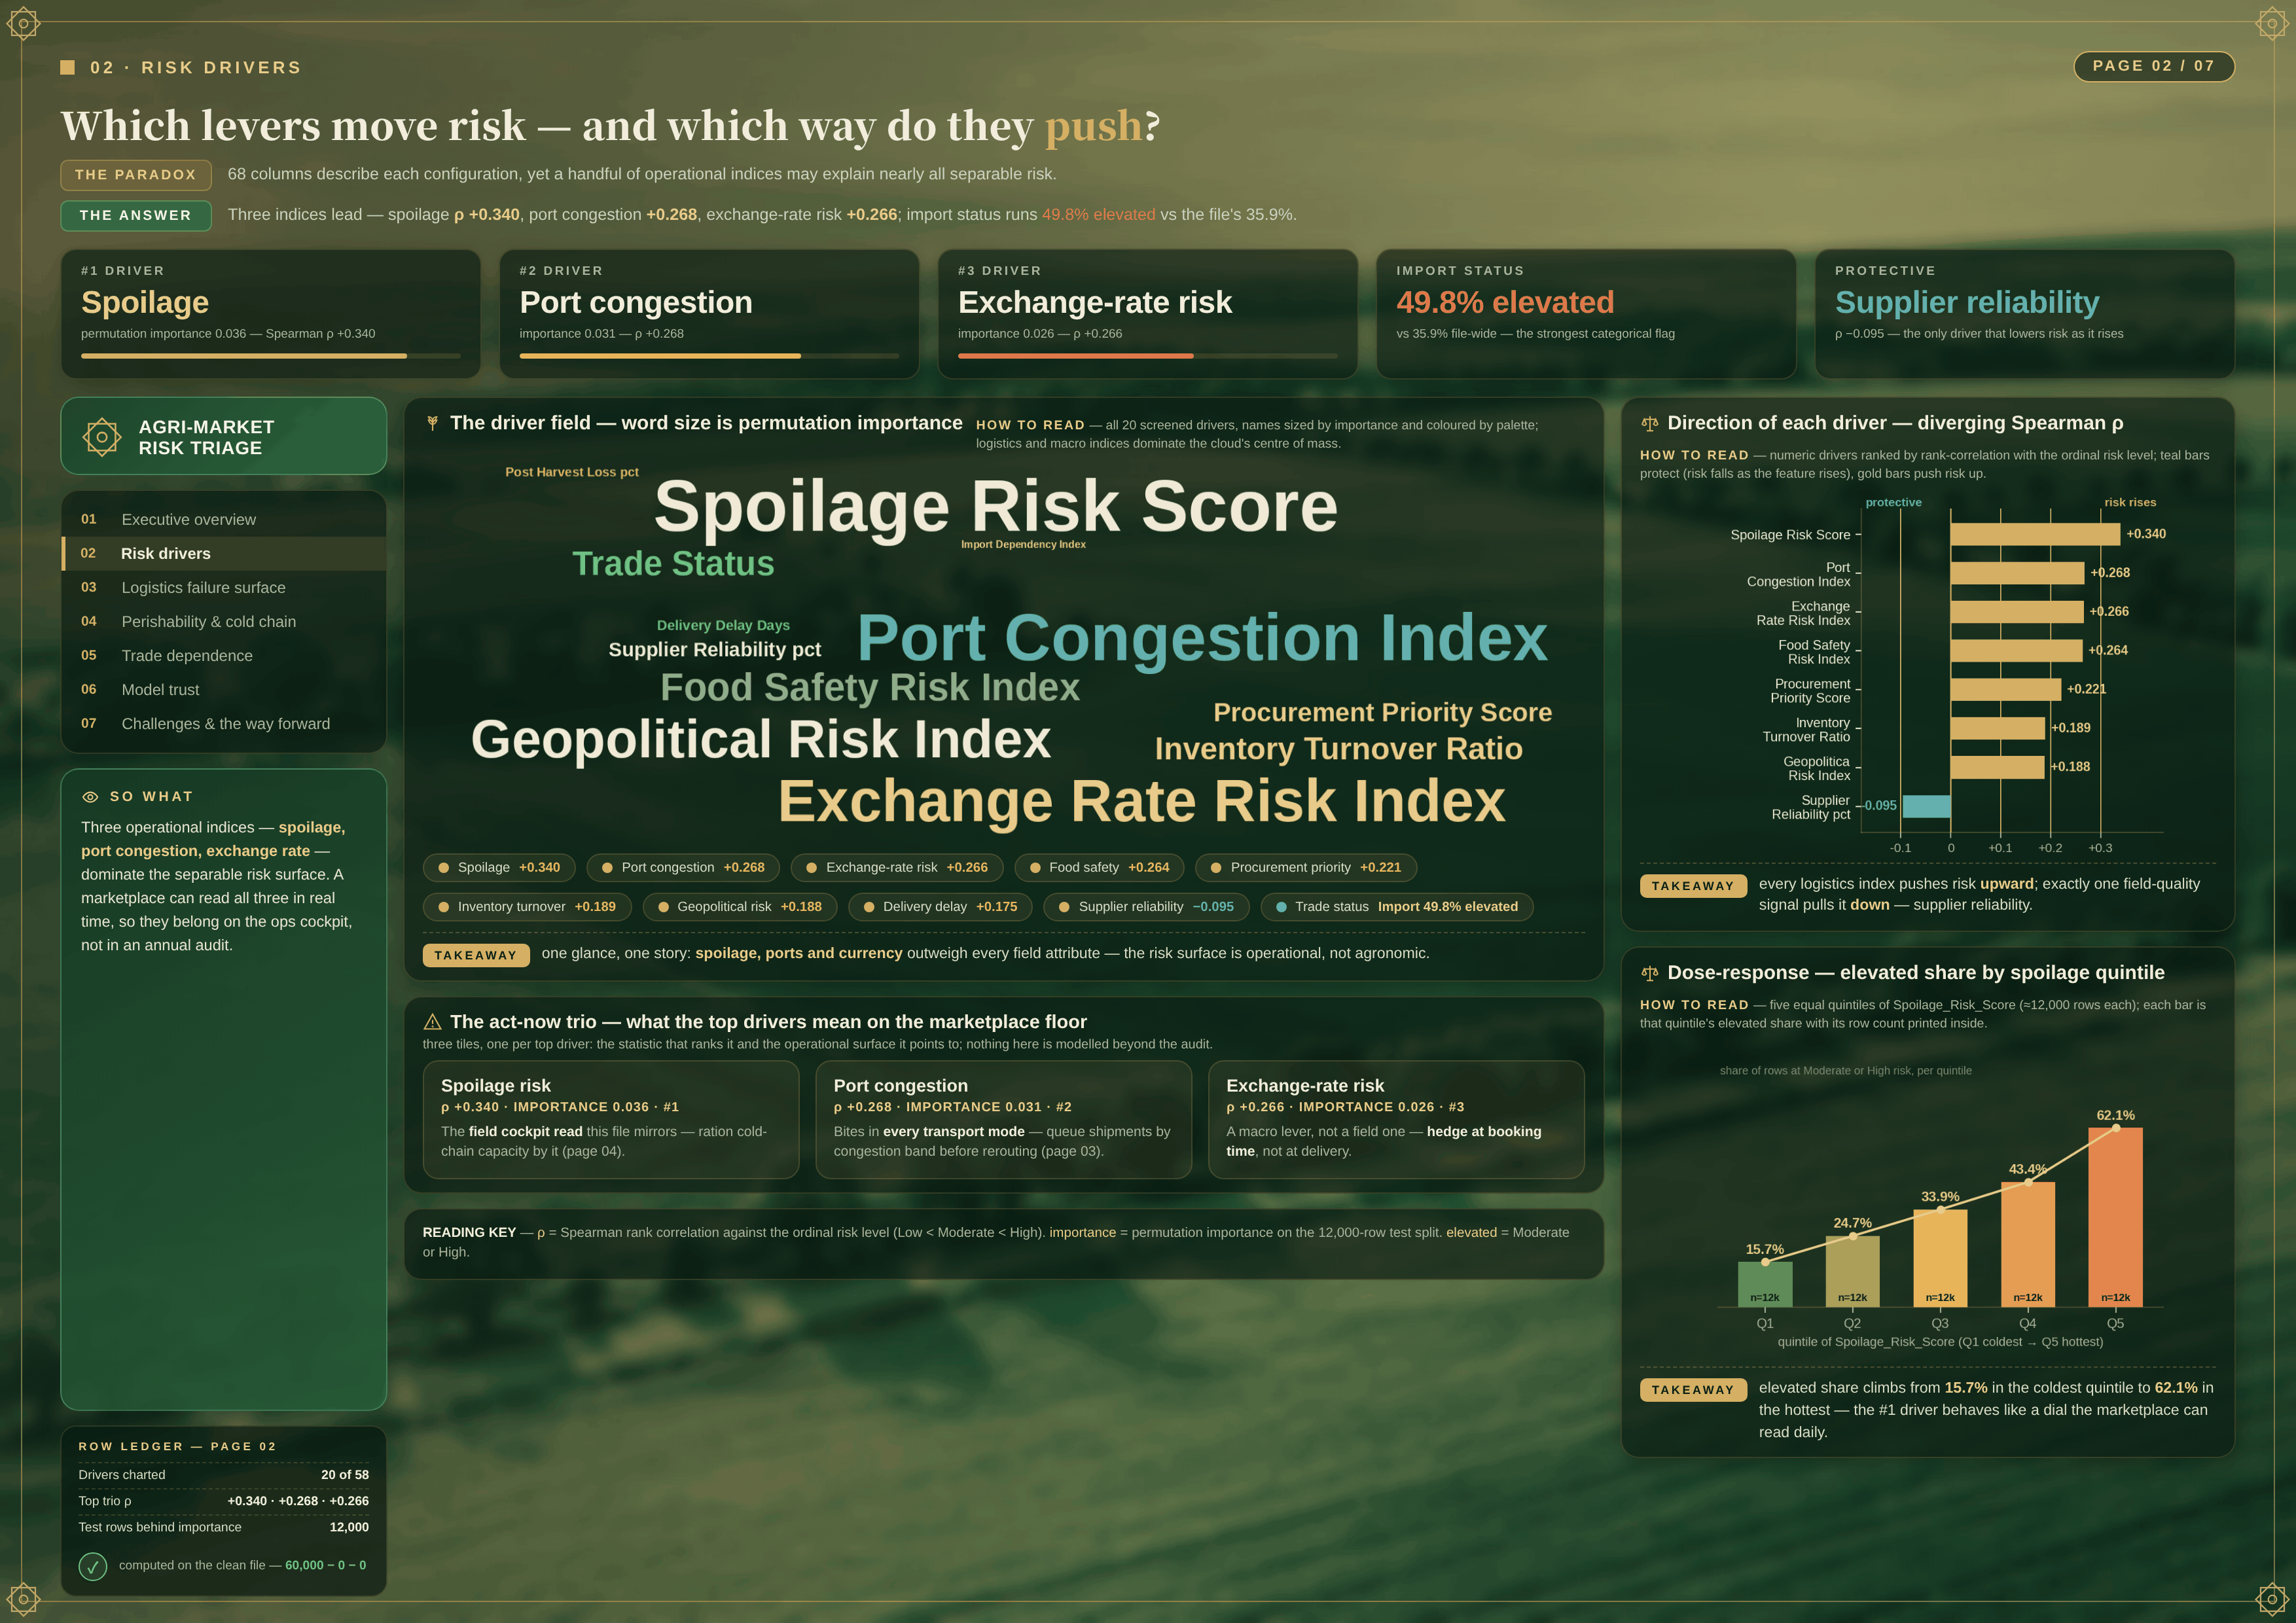 02 · RISK DRIVERS
PAGE 02 / 07
Which levers move risk — and which way do they push?
THE PARADOX
68 columns describe each configuration, yet a handful of operational indices may explain nearly all separable risk.
THE ANSWER
Three indices lead — spoilage ρ +0.340, port congestion +0.268, exchange-rate risk +0.266; import status runs 49.8% elevated vs the file's 35.9%.
#1 DRIVER
Spoilage
permutation importance 0.036 — Spearman ρ +0.340
#2 DRIVER
Port congestion
importance 0.031 — ρ +0.268
#3 DRIVER
Exchange-rate risk
importance 0.026 — ρ +0.266
IMPORT STATUS
49.8% elevated
vs 35.9% file-wide — the strongest categorical flag
PROTECTIVE
Supplier reliability
ρ −0.095 — the only driver that lowers risk as it rises
AGRI-MARKET
RISK TRIAGE
01 Executive overview
02 Risk drivers
03 Logistics failure surface
04 Perishability & cold chain
05 Trade dependence
06 Model trust
07 Challenges & the way forward
SO WHAT
Three operational indices — spoilage,
port congestion, exchange rate —
dominate the separable risk surface. A
marketplace can read all three in real
time, so they belong on the ops cockpit,
not in an annual audit.
ROW LEDGER — PAGE 02
Drivers charted 20 of 58
Top trio ρ +0.340 · +0.268 · +0.266
Test rows behind importance 12,000
✓ computed on the clean file — 60,000 − 0 − 0
The driver field — word size is permutation importance
HOW TO READ — all 20 screened drivers, names sized by importance and coloured by palette;
logistics and macro indices dominate the cloud's centre of mass.
Post Harvest Loss pct
Spoilage Risk Score
Import Dependency Index
Trade Status
Delivery Delay Days
Supplier Reliability pct
Port Congestion Index
Food Safety Risk Index
Procurement Priority Score
Geopolitical Risk Index
Inventory Turnover Ratio
Exchange Rate Risk Index
Spoilage +0.340
Port congestion +0.268
Exchange-rate risk +0.266
Food safety +0.264
Procurement priority +0.221
Inventory turnover +0.189
Geopolitical risk +0.188
Delivery delay +0.175
Supplier reliability −0.095
Trade status Import 49.8% elevated
TAKEAWAY
one glance, one story: spoilage, ports and currency outweigh every field attribute — the risk surface is operational, not agronomic.
The act-now trio — what the top drivers mean on the marketplace floor
three tiles, one per top driver: the statistic that ranks it and the operational surface it points to; nothing here is modelled beyond the audit.
Spoilage risk
ρ +0.340 · IMPORTANCE 0.036 · #1
The field cockpit read this file mirrors — ration cold-
chain capacity by it (page 04).
Port congestion
ρ +0.268 · IMPORTANCE 0.031 · #2
Bites in every transport mode — queue shipments by
congestion band before rerouting (page 03).
Exchange-rate risk
ρ +0.266 · IMPORTANCE 0.026 · #3
A macro lever, not a field one — hedge at booking
time, not at delivery.
READING KEY — ρ = Spearman rank correlation against the ordinal risk level (Low < Moderate < High). importance = permutation importance on the 12,000-row test split. elevated = Moderate
or High.
Direction of each driver — diverging Spearman ρ
HOW TO READ — numeric drivers ranked by rank-correlation with the ordinal risk level; teal bars
protect (risk falls as the feature rises), gold bars push risk up.
protective
risk rises
Spoilage Risk Score
+0.340
Port
Congestion Index
+0.268
Exchange
Rate Risk Index
+0.266
Food Safety
Risk Index
+0.264
Procurement
Priority Score
+0.221
Inventory
Turnover Ratio
+0.189
Geopolitica
Risk Index
+0.188
Supplier
Reliability pct
-0.095
-0.1 0 +0.1 +0.2 +0.3
TAKEAWAY
every logistics index pushes risk upward; exactly one field-quality
signal pulls it down — supplier reliability.
Dose-response — elevated share by spoilage quintile
HOW TO READ — five equal quintiles of Spoilage_Risk_Score (≈12,000 rows each); each bar is
that quintile's elevated share with its row count printed inside.
share of rows at Moderate or High risk, per quintile
15.7%
24.7%
33.9%
43.4%
62.1%
n=12k n=12k n=12k n=12k n=12k
Q1 Q2 Q3 Q4 Q5
quintile of Spoilage_Risk_Score (Q1 coldest → Q5 hottest)
TAKEAWAY
elevated share climbs from 15.7% in the coldest quintile to 62.1% in
the hottest — the #1 driver behaves like a dial the marketplace can
read daily.